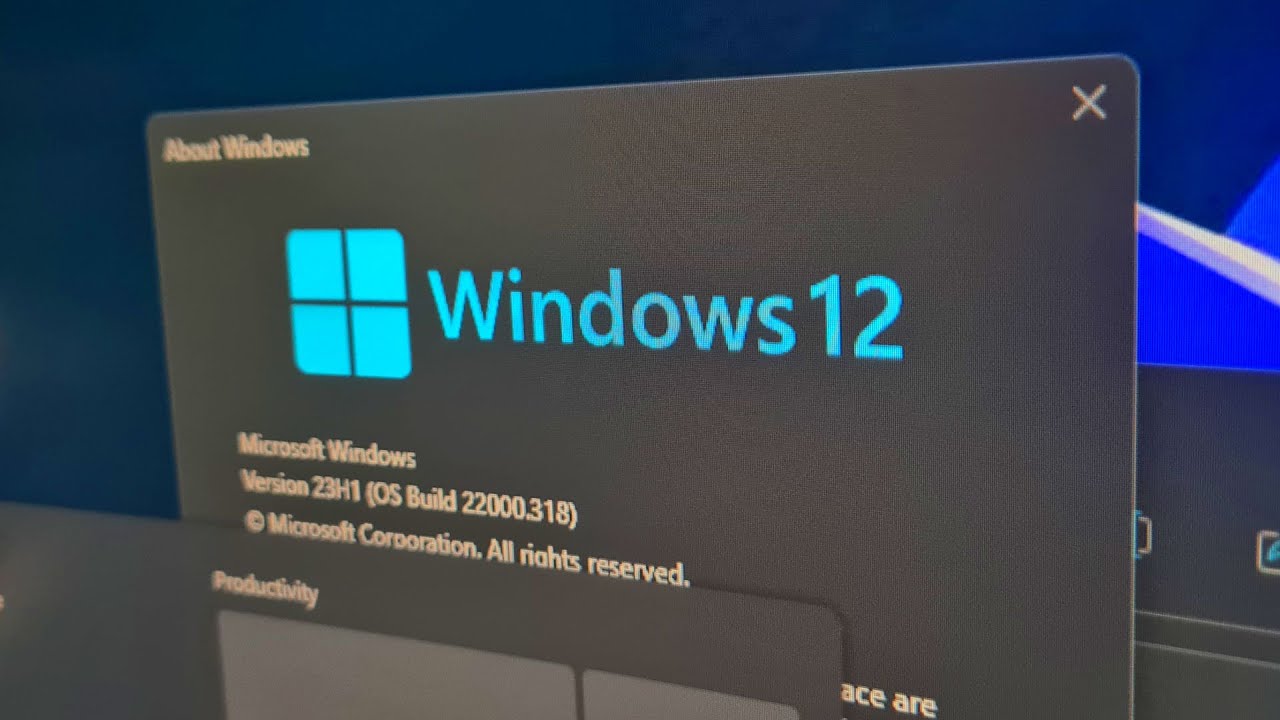 About Windows
Windows 12
Microsoft Windows
Version 23H1 (OS Build 22000.318)
© Microsoft Corporation. All rights reserved.
Productivity
are